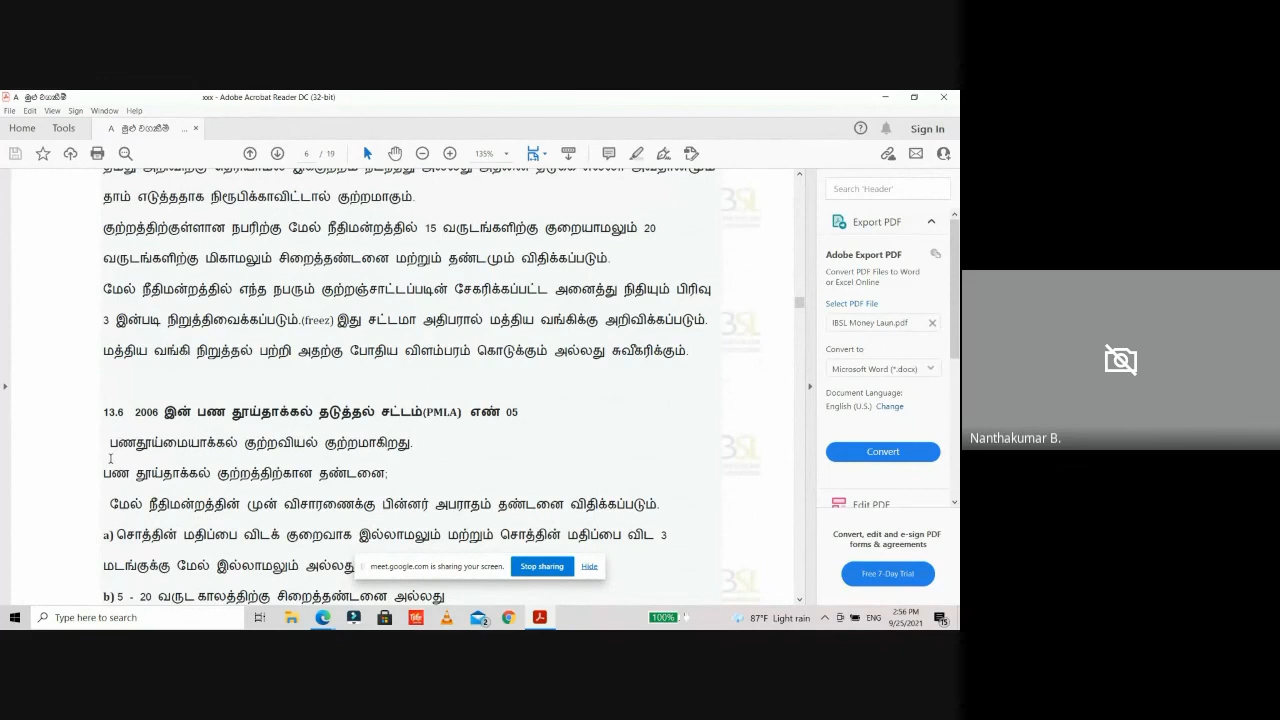 A මුළු වගකීම් xxx - Adobe Acrobat Reader DC (32-bit)
File Edit View Sign Window Help
Home Tools A මුළු වගකීම් ... × Sign In
6 / 19 135%
தாம் எடுத்ததாக நிரூபிக்காவிட்டால் குற்றமாகும்.
குற்றத்திற்குள்ளான நபரிற்கு மேல் நீதிமன்றத்தில் 15 வருடங்களிற்கு குறையாமலும் 20
வருடங்களிற்கு மிகாமலும் சிறைத்தண்டனை மற்றும் தண்டமும் விதிக்கப்படும்.
மேல் நீதிமன்றத்தில் எந்த நபரும் குற்றஞ்சாட்டப்படின் சேகரிக்கப்பட்ட அனைத்து நிதியும் பிரிவு
3 இன்படி நிறுத்திவைக்கப்படும்.(freez) இது சட்டமா அதிபரால் மத்திய வங்கிக்கு அறிவிக்கப்படும்.
மத்திய வங்கி நிறுத்தல் பற்றி அதற்கு போதிய விளம்பரம் கொடுக்கும் அல்லது சுவீகரிக்கும்.
13.6 2006 இன் பண தூய்தாக்கல் தடுத்தல் சட்டம்(PMLA) எண் 05
பணதூய்மையாக்கல் குற்றவியல் குற்றமாகிறது.
பண தூய்தாக்கல் குற்றத்திற்கான தண்டனை;
மேல் நீதிமன்றத்தின் முன் விசாரணைக்கு பின்னர் அபராதம் தண்டனை விதிக்கப்படும்.
a) சொத்தின் மதிப்பை விடக் குறைவாக இல்லாமலும் மற்றும் சொத்தின் மதிப்பை விட 3
மடங்குக்கு மேல் இல்லாமலும் அல்லது
b) 5 - 20 வருட காலத்திற்கு சிறைத்தண்டனை அல்லது
meet.google.com is sharing your screen. Stop sharing Hide
Search 'Header'
Export PDF
Adobe Export PDF
Convert PDF Files to Word
or Excel Online
Select PDF File
IBSL Money Laun.pdf
Convert to
Microsoft Word (*.docx)
Document Language:
English (U.S.) Change
Convert
Edit PDF
Convert, edit and e-sign PDF
forms & agreements
Free 7-Day Trial
Type here to search
100%
87°F Light rain
ENG
2:56 PM
9/25/2021
Nanthakumar B.